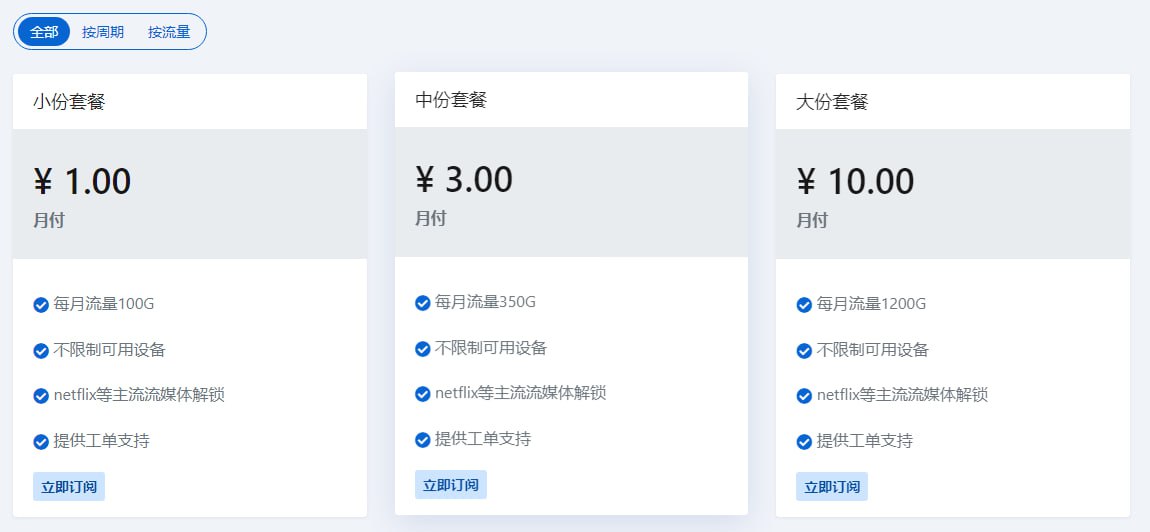 全部 按周期 按流量
小份套餐
¥ 1.00
月付
每月流量100G
不限制可用设备
netflix等主流流媒体解锁
提供工单支持
立即订阅
中份套餐
¥ 3.00
月付
每月流量350G
不限制可用设备
netflix等主流流媒体解锁
提供工单支持
立即订阅
大份套餐
¥ 10.00
月付
每月流量1200G
不限制可用设备
netflix等主流流媒体解锁
提供工单支持
立即订阅